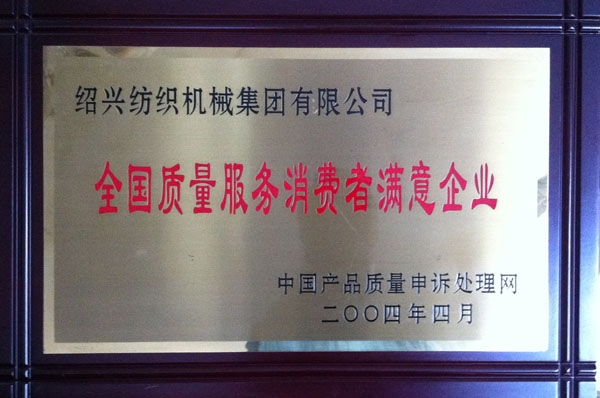 绍兴纺织机械集团有限公司
全国质量服务消费者满意企业
中国产品质量申诉处理网
二〇〇四年四月